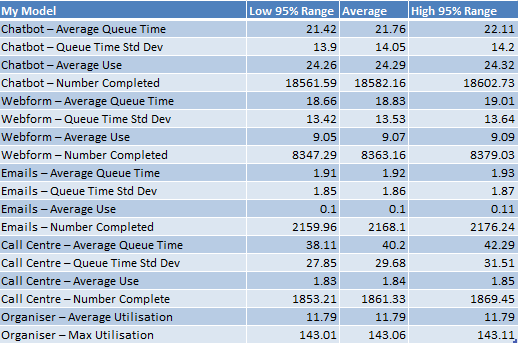 My Model Low 95% Range Average High 95% Range
Chatbot – Average Queue Time 21.42 21.76 22.11
Chatbot – Queue Time Std Dev 13.9 14.05 14.2
Chatbot – Average Use 24.26 24.29 24.32
Chatbot – Number Completed 18561.59 18582.16 18602.73
Webform – Average Queue Time 18.66 18.83 19.01
Webform – Queue Time Std Dev 13.42 13.53 13.64
Webform – Average Use 9.05 9.07 9.09
Webform – Number Completed 8347.29 8363.16 8379.03
Emails – Average Queue Time 1.91 1.92 1.93
Emails – Queue Time Std Dev 1.85 1.86 1.87
Emails – Average Use 0.1 0.1 0.11
Emails – Number Completed 2159.96 2168.1 2176.24
Call Centre – Average Queue Time 38.11 40.2 42.29
Call Centre – Queue Time Std Dev 27.85 29.68 31.51
Call Centre – Average Use 1.83 1.84 1.85
Call Centre – Number Complete 1853.21 1861.33 1869.45
Organiser – Average Utilisation 11.79 11.79 11.79
Organiser – Max Utilisation 143.01 143.06 143.11